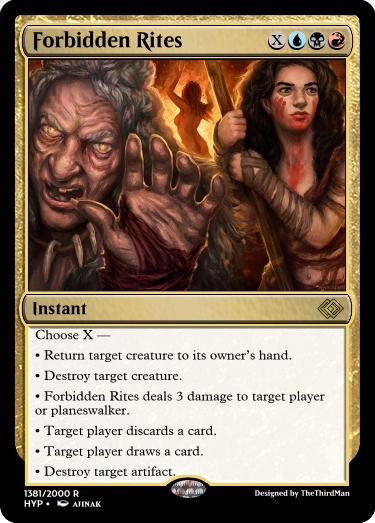 Forbidden Rites
X
Instant
Choose X —
• Return target creature to its owner's hand.
• Destroy target creature.
• Forbidden Rites deals 3 damage to target player
or planeswalker.
• Target player discards a card.
• Target player draws a card.
• Destroy target artifact.
1381/2000 R
HYP • AJINAK
Designed by TheThirdMan